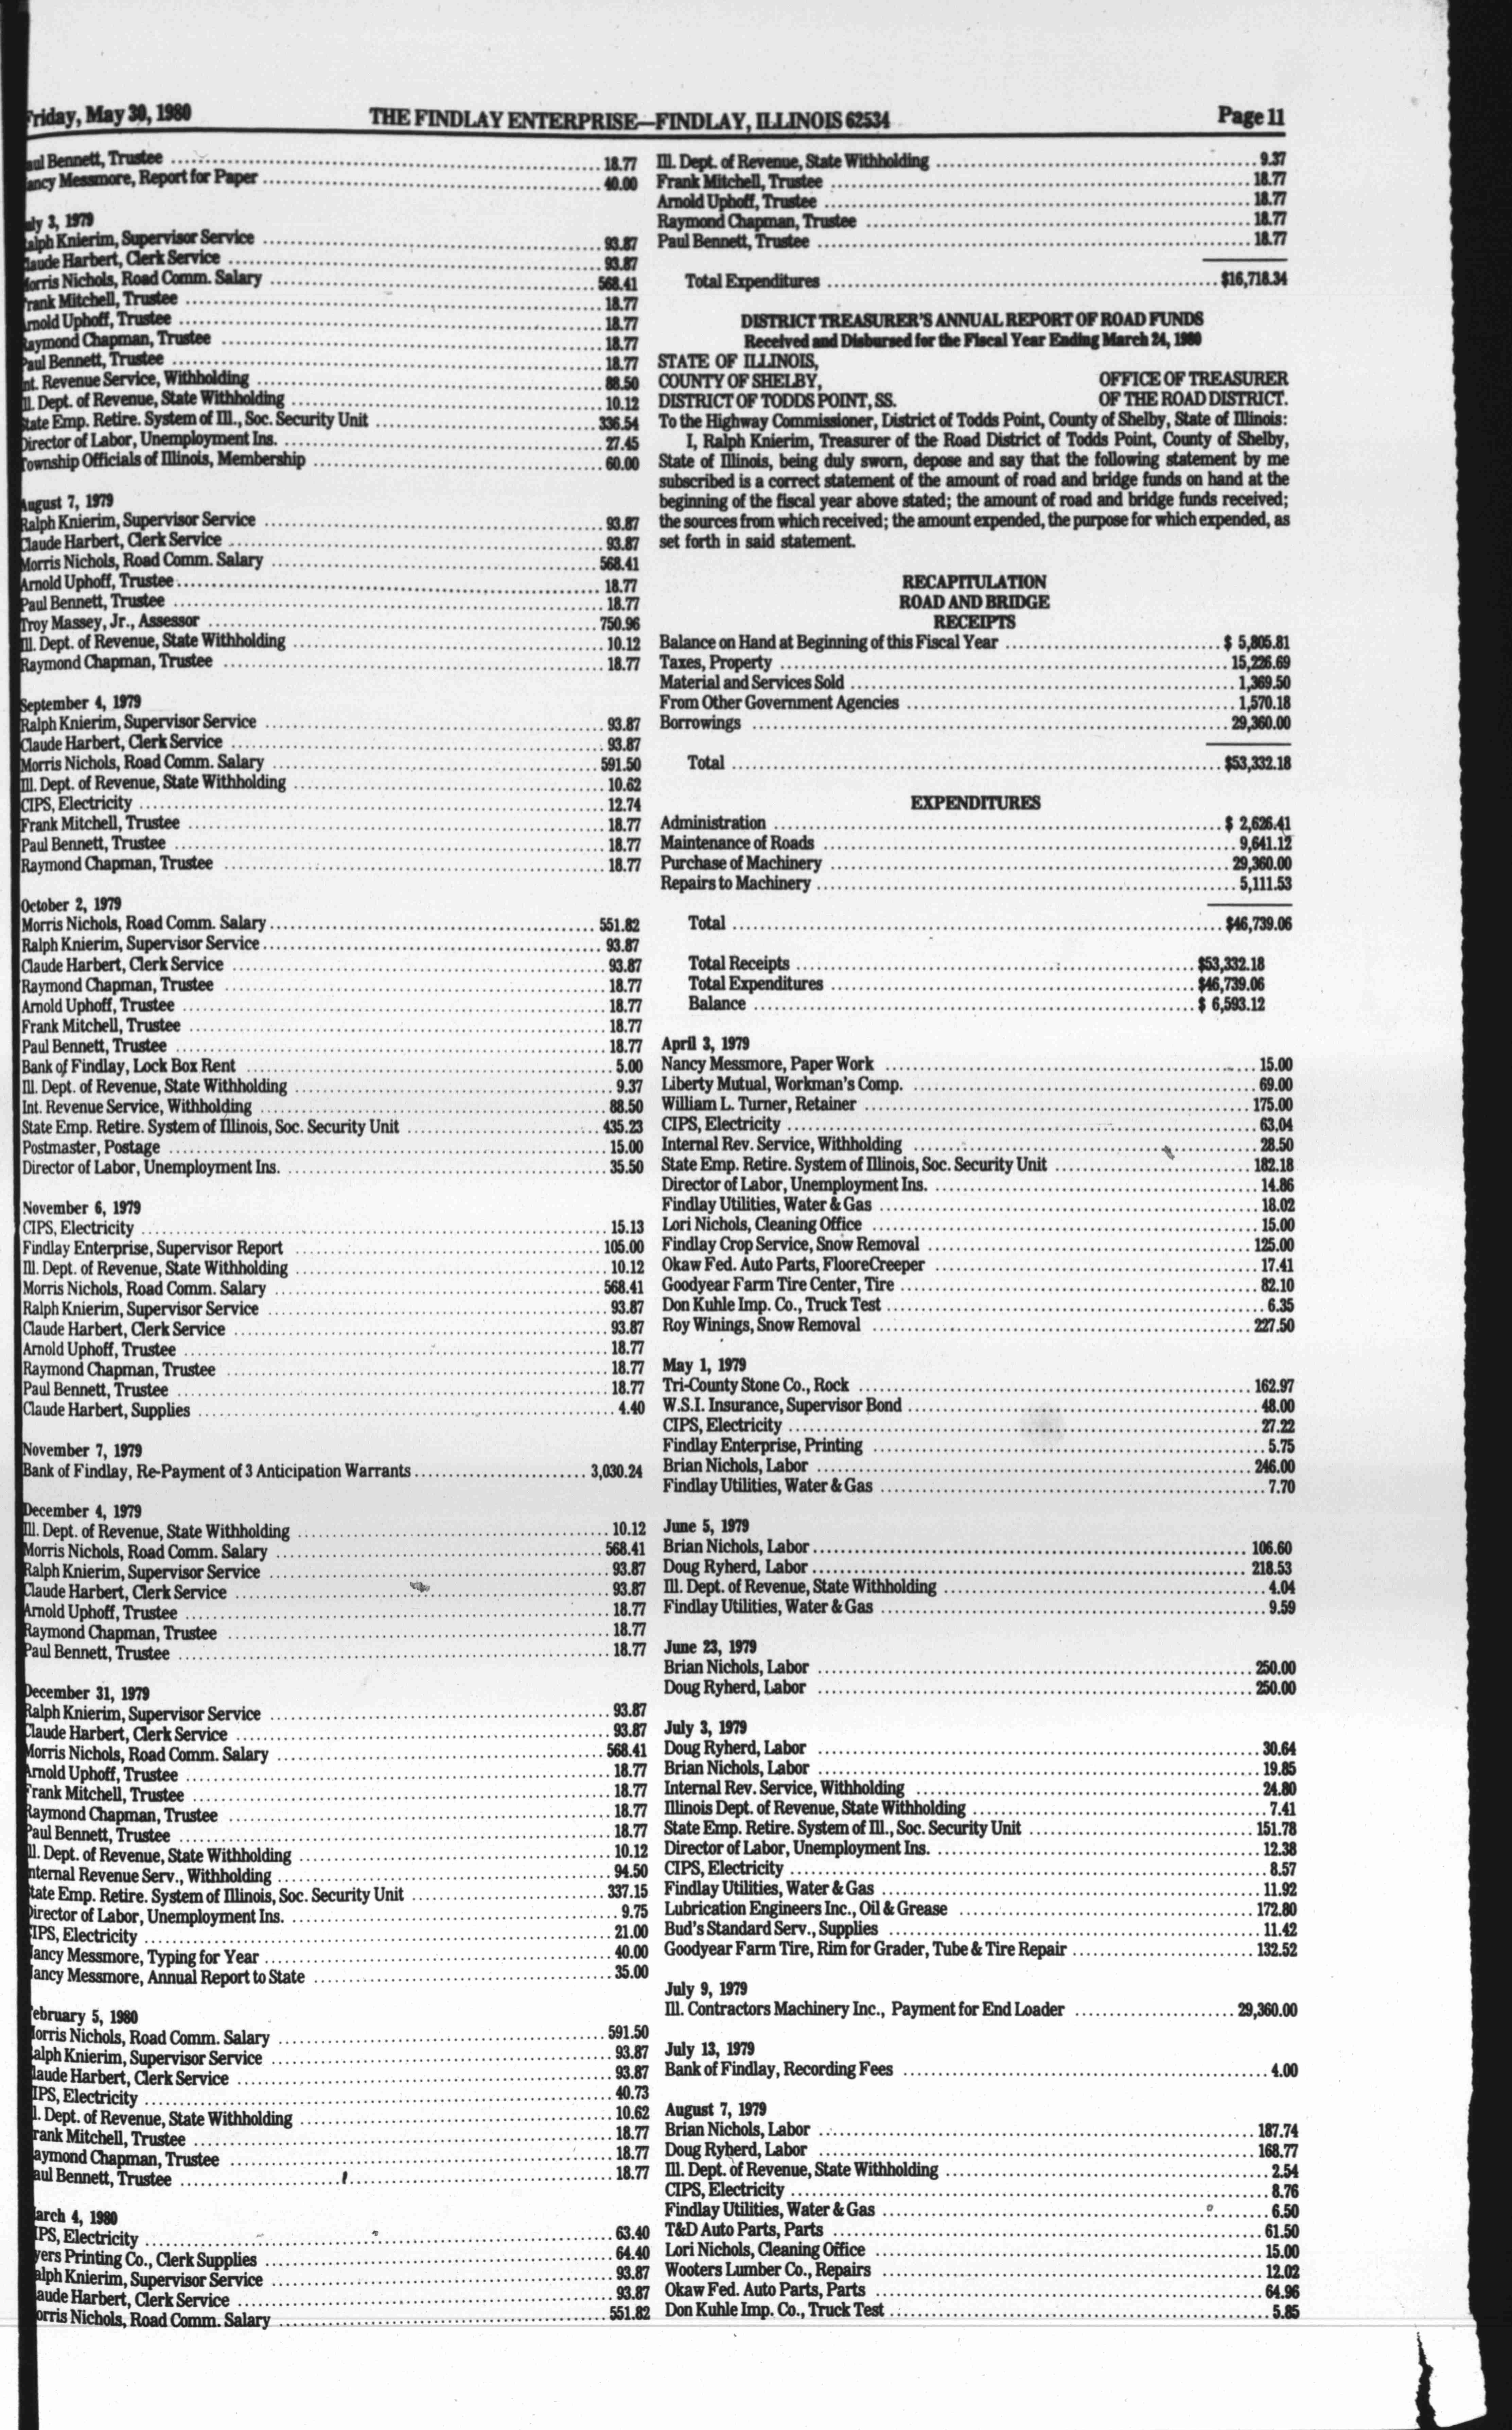 Friday, May 30, 1980 THE FINDLAY ENTERPRISE—FINDLAY, ILLINOIS 62534 Page 11
aul Bennett, Trustee 18.77
ancy Messmore, Report for Paper 40.00
uly 3, 1979
alph Knierim, Supervisor Service 93.87
laude Harbert, Clerk Service 93.87
orris Nichols, Road Comm. Salary 568.41
rank Mitchell, Trustee 18.77
rnold Uphoff, Trustee 18.77
aymond Chapman, Trustee 18.77
Paul Bennett, Trustee 18.77
nt. Revenue Service, Withholding 88.50
ll. Dept. of Revenue, State Withholding 10.12
tate Emp. Retire. System of Ill., Soc. Security Unit 336.54
Director of Labor, Unemployment Ins. 27.45
Township Officials of Illinois, Membership 60.00
August 7, 1979
Ralph Knierim, Supervisor Service 93.87
Claude Harbert, Clerk Service 93.87
Morris Nichols, Road Comm. Salary 568.41
Arnold Uphoff, Trustee 18.77
Paul Bennett, Trustee 18.77
Troy Massey, Jr., Assessor 750.96
Ill. Dept. of Revenue, State Withholding 10.12
Raymond Chapman, Trustee 18.77
September 4, 1979
Ralph Knierim, Supervisor Service 93.87
Claude Harbert, Clerk Service 93.87
Morris Nichols, Road Comm. Salary 591.50
Ill. Dept. of Revenue, State Withholding 10.62
CIPS, Electricity 12.74
Frank Mitchell, Trustee 18.77
Paul Bennett, Trustee 18.77
Raymond Chapman, Trustee 18.77
October 2, 1979
Morris Nichols, Road Comm. Salary 551.82
Ralph Knierim, Supervisor Service 93.87
Claude Harbert, Clerk Service 93.87
Raymond Chapman, Trustee 18.77
Arnold Uphoff, Trustee 18.77
Frank Mitchell, Trustee 18.77
Paul Bennett, Trustee 18.77
Bank of Findlay, Lock Box Rent 5.00
Ill. Dept. of Revenue, State Withholding 9.37
Int. Revenue Service, Withholding 88.50
State Emp. Retire. System of Illinois, Soc. Security Unit 435.23
Postmaster, Postage 15.00
Director of Labor, Unemployment Ins. 35.50
November 6, 1979
CIPS, Electricity 15.13
Findlay Enterprise, Supervisor Report 105.00
Ill. Dept. of Revenue, State Withholding 10.12
Morris Nichols, Road Comm. Salary 568.41
Ralph Knierim, Supervisor Service 93.87
Claude Harbert, Clerk Service 93.87
Arnold Uphoff, Trustee 18.77
Raymond Chapman, Trustee 18.77
Paul Bennett, Trustee 18.77
Claude Harbert, Supplies 4.40
November 7, 1979
Bank of Findlay, Re-Payment of 3 Anticipation Warrants 3,030.24
December 4, 1979
Ill. Dept. of Revenue, State Withholding 10.12
Morris Nichols, Road Comm. Salary 568.41
Ralph Knierim, Supervisor Service 93.87
Claude Harbert, Clerk Service 93.87
Arnold Uphoff, Trustee 18.77
Raymond Chapman, Trustee 18.77
Paul Bennett, Trustee 18.77
December 31, 1979
Ralph Knierim, Supervisor Service 93.87
Claude Harbert, Clerk Service 93.87
Morris Nichols, Road Comm. Salary 568.41
Arnold Uphoff, Trustee 18.77
Frank Mitchell, Trustee 18.77
Raymond Chapman, Trustee 18.77
Paul Bennett, Trustee 18.77
ll. Dept. of Revenue, State Withholding 10.12
nternal Revenue Serv., Withholding 94.50
tate Emp. Retire. System of Illinois, Soc. Security Unit 337.15
irector of Labor, Unemployment Ins. 9.75
IPS, Electricity 21.00
ancy Messmore, Typing for Year 40.00
ancy Messmore, Annual Report to State 35.00
ebruary 5, 1980
orris Nichols, Road Comm. Salary 591.50
alph Knierim, Supervisor Service 93.87
laude Harbert, Clerk Service 93.87
IPS, Electricity 40.73
l. Dept. of Revenue, State Withholding 10.62
rank Mitchell, Trustee 18.77
aymond Chapman, Trustee 18.77
aul Bennett, Trustee 18.77
arch 4, 1980
IPS, Electricity 63.40
yers Printing Co., Clerk Supplies 64.40
alph Knierim, Supervisor Service 93.87
aude Harbert, Clerk Service 93.87
orris Nichols, Road Comm. Salary 551.82
Ill. Dept. of Revenue, State Withholding 9.37
Frank Mitchell, Trustee 18.77
Arnold Uphoff, Trustee 18.77
Raymond Chapman, Trustee 18.77
Paul Bennett, Trustee 18.77
Total Expenditures $16,718.34
DISTRICT TREASURER'S ANNUAL REPORT OF ROAD FUNDS
Received and Disbursed for the Fiscal Year Ending March 24, 1980
STATE OF ILLINOIS,
COUNTY OF SHELBY, OFFICE OF TREASURER
DISTRICT OF TODDS POINT, SS. OF THE ROAD DISTRICT.
To the Highway Commissioner, District of Todds Point, County of Shelby, State of Illinois:
I, Ralph Knierim, Treasurer of the Road District of Todds Point, County of Shelby,
State of Illinois, being duly sworn, depose and say that the following statement by me
subscribed is a correct statement of the amount of road and bridge funds on hand at the
beginning of the fiscal year above stated; the amount of road and bridge funds received;
the sources from which received; the amount expended, the purpose for which expended, as
set forth in said statement.
RECAPITULATION
ROAD AND BRIDGE
RECEIPTS
Balance on Hand at Beginning of this Fiscal Year $ 5,805.81
Taxes, Property 15,226.69
Material and Services Sold 1,369.50
From Other Government Agencies 1,570.18
Borrowings 29,360.00
Total $53,332.18
EXPENDITURES
Administration $ 2,626.41
Maintenance of Roads 9,641.12
Purchase of Machinery 29,360.00
Repairs to Machinery 5,111.53
Total $46,739.06
Total Receipts $53,332.18
Total Expenditures $46,739.06
Balance $ 6,593.12
April 3, 1979
Nancy Messmore, Paper Work 15.00
Liberty Mutual, Workman's Comp. 69.00
William L. Turner, Retainer 175.00
CIPS, Electricity 63.04
Internal Rev. Service, Withholding 28.50
State Emp. Retire. System of Illinois, Soc. Security Unit 182.18
Director of Labor, Unemployment Ins. 14.86
Findlay Utilities, Water & Gas 18.02
Lori Nichols, Cleaning Office 15.00
Findlay Crop Service, Snow Removal 125.00
Okaw Fed. Auto Parts, FlooreCreeper 17.41
Goodyear Farm Tire Center, Tire 82.10
Don Kuhle Imp. Co., Truck Test 6.35
Roy Winings, Snow Removal 227.50
May 1, 1979
Tri-County Stone Co., Rock 162.97
W.S.I. Insurance, Supervisor Bond 48.00
CIPS, Electricity 27.22
Findlay Enterprise, Printing 5.75
Brian Nichols, Labor 246.00
Findlay Utilities, Water & Gas 7.70
June 5, 1979
Brian Nichols, Labor 106.60
Doug Ryherd, Labor 218.53
Ill. Dept. of Revenue, State Withholding 4.04
Findlay Utilities, Water & Gas 9.59
June 23, 1979
Brian Nichols, Labor 250.00
Doug Ryherd, Labor 250.00
July 3, 1979
Doug Ryherd, Labor 30.64
Brian Nichols, Labor 19.85
Internal Rev. Service, Withholding 24.80
Illinois Dept. of Revenue, State Withholding 7.41
State Emp. Retire. System of Ill., Soc. Security Unit 151.78
Director of Labor, Unemployment Ins. 12.38
CIPS, Electricity 8.57
Findlay Utilities, Water & Gas 11.92
Lubrication Engineers Inc., Oil & Grease 172.80
Bud's Standard Serv., Supplies 11.42
Goodyear Farm Tire, Rim for Grader, Tube & Tire Repair 132.52
July 9, 1979
Ill. Contractors Machinery Inc., Payment for End Loader 29,360.00
July 13, 1979
Bank of Findlay, Recording Fees 4.00
August 7, 1979
Brian Nichols, Labor 187.74
Doug Ryherd, Labor 168.77
Ill. Dept. of Revenue, State Withholding 2.54
CIPS, Electricity 8.76
Findlay Utilities, Water & Gas 6.50
T&D Auto Parts, Parts 61.50
Lori Nichols, Cleaning Office 15.00
Wooters Lumber Co., Repairs 12.02
Okaw Fed. Auto Parts, Parts 64.96
Don Kuhle Imp. Co., Truck Test 5.85